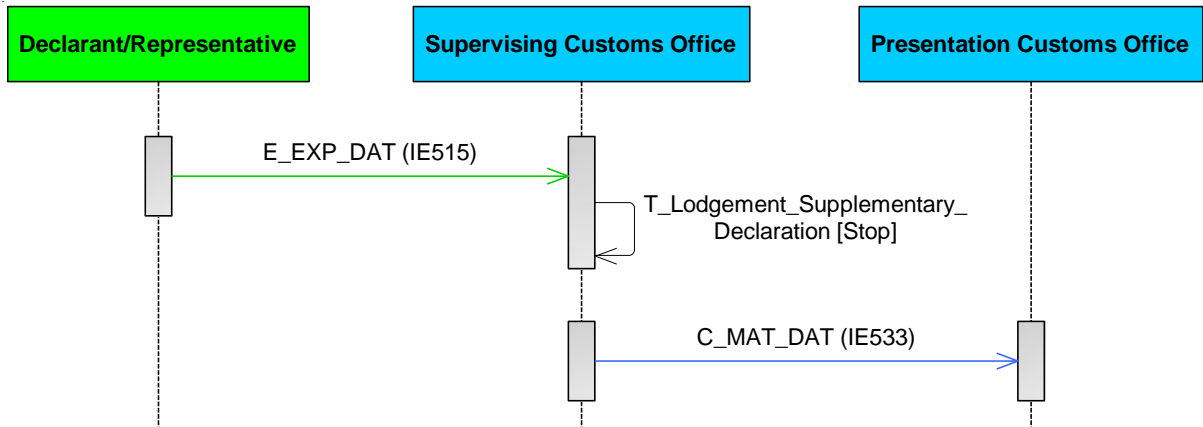 Declarant/Representative
Supervising Customs Office
Presentation Customs Office
E_EXP_DAT (IE515)
T_Lodgement_Supplementary_
Declaration [Stop]
C_MAT_DAT (IE533)